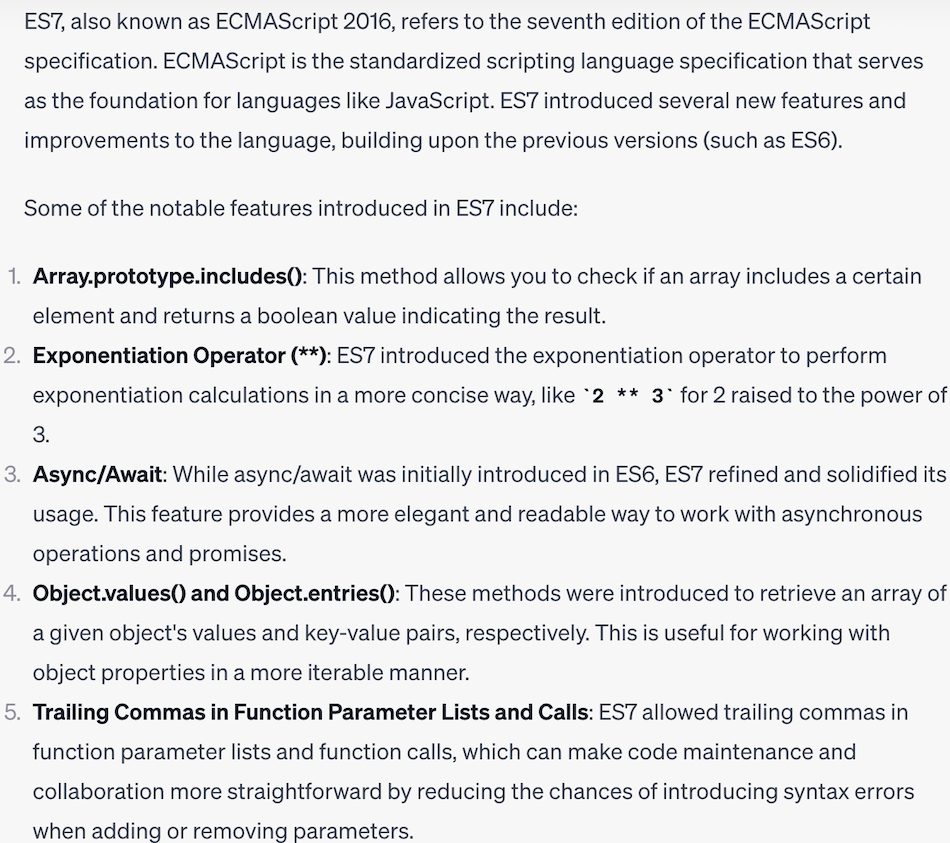 ES7, also known as ECMAScript 2016, refers to the seventh edition of the ECMAScript
specification. ECMAScript is the standardized scripting language specification that serves
as the foundation for languages like JavaScript. ES7 introduced several new features and
improvements to the language, building upon the previous versions (such as ES6).
Some of the notable features introduced in ES7 include:
1. Array.prototype.includes(): This method allows you to check if an array includes a certain
element and returns a boolean value indicating the result.
2. Exponentiation Operator (**): ES7 introduced the exponentiation operator to perform
exponentiation calculations in a more concise way, like `2 ** 3` for 2 raised to the power of
3.
3. Async/Await: While async/await was initially introduced in ES6, ES7 refined and solidified its
usage. This feature provides a more elegant and readable way to work with asynchronous
operations and promises.
4. Object.values() and Object.entries(): These methods were introduced to retrieve an array of
a given object's values and key-value pairs, respectively. This is useful for working with
object properties in a more iterable manner.
5. Trailing Commas in Function Parameter Lists and Calls: ES7 allowed trailing commas in
function parameter lists and function calls, which can make code maintenance and
collaboration more straightforward by reducing the chances of introducing syntax errors
when adding or removing parameters.